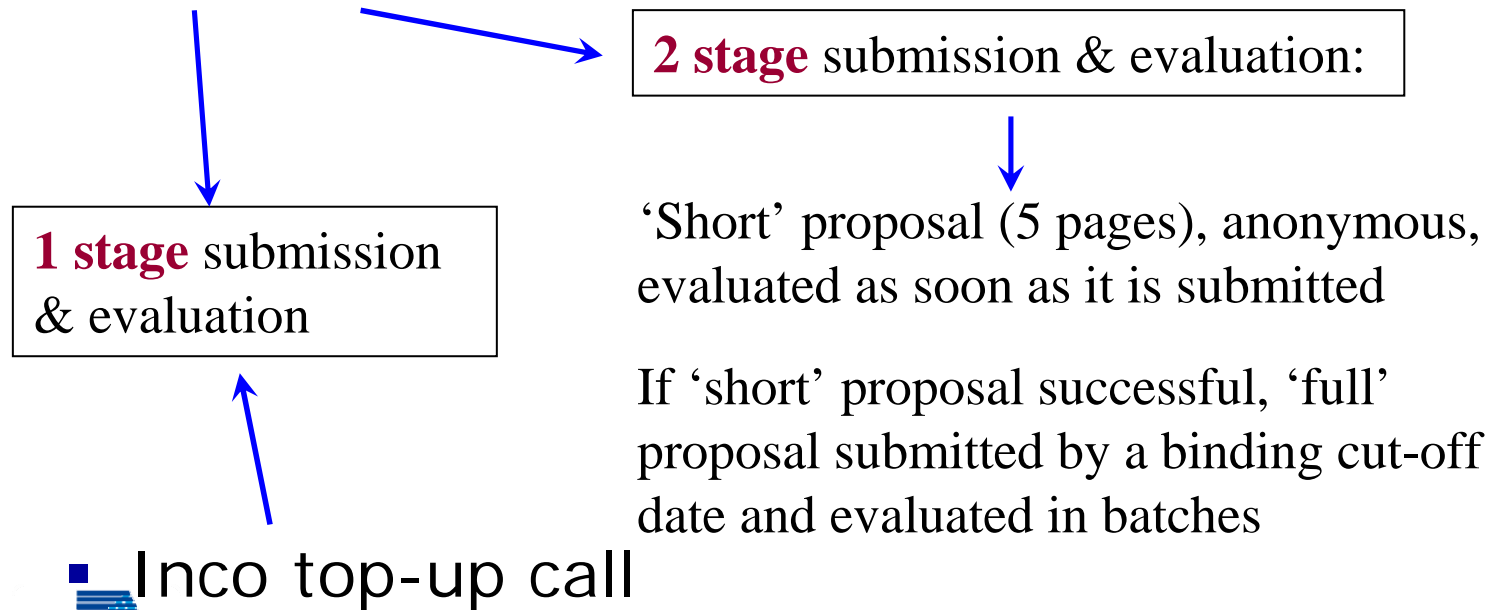 2 stage submission & evaluation:
1 stage submission
& evaluation
‘Short’ proposal (5 pages), anonymous,
evaluated as soon as it is submitted
If ‘short’ proposal successful, ‘full’
proposal submitted by a binding cut-off
date and evaluated in batches
▪ Inco top-up call